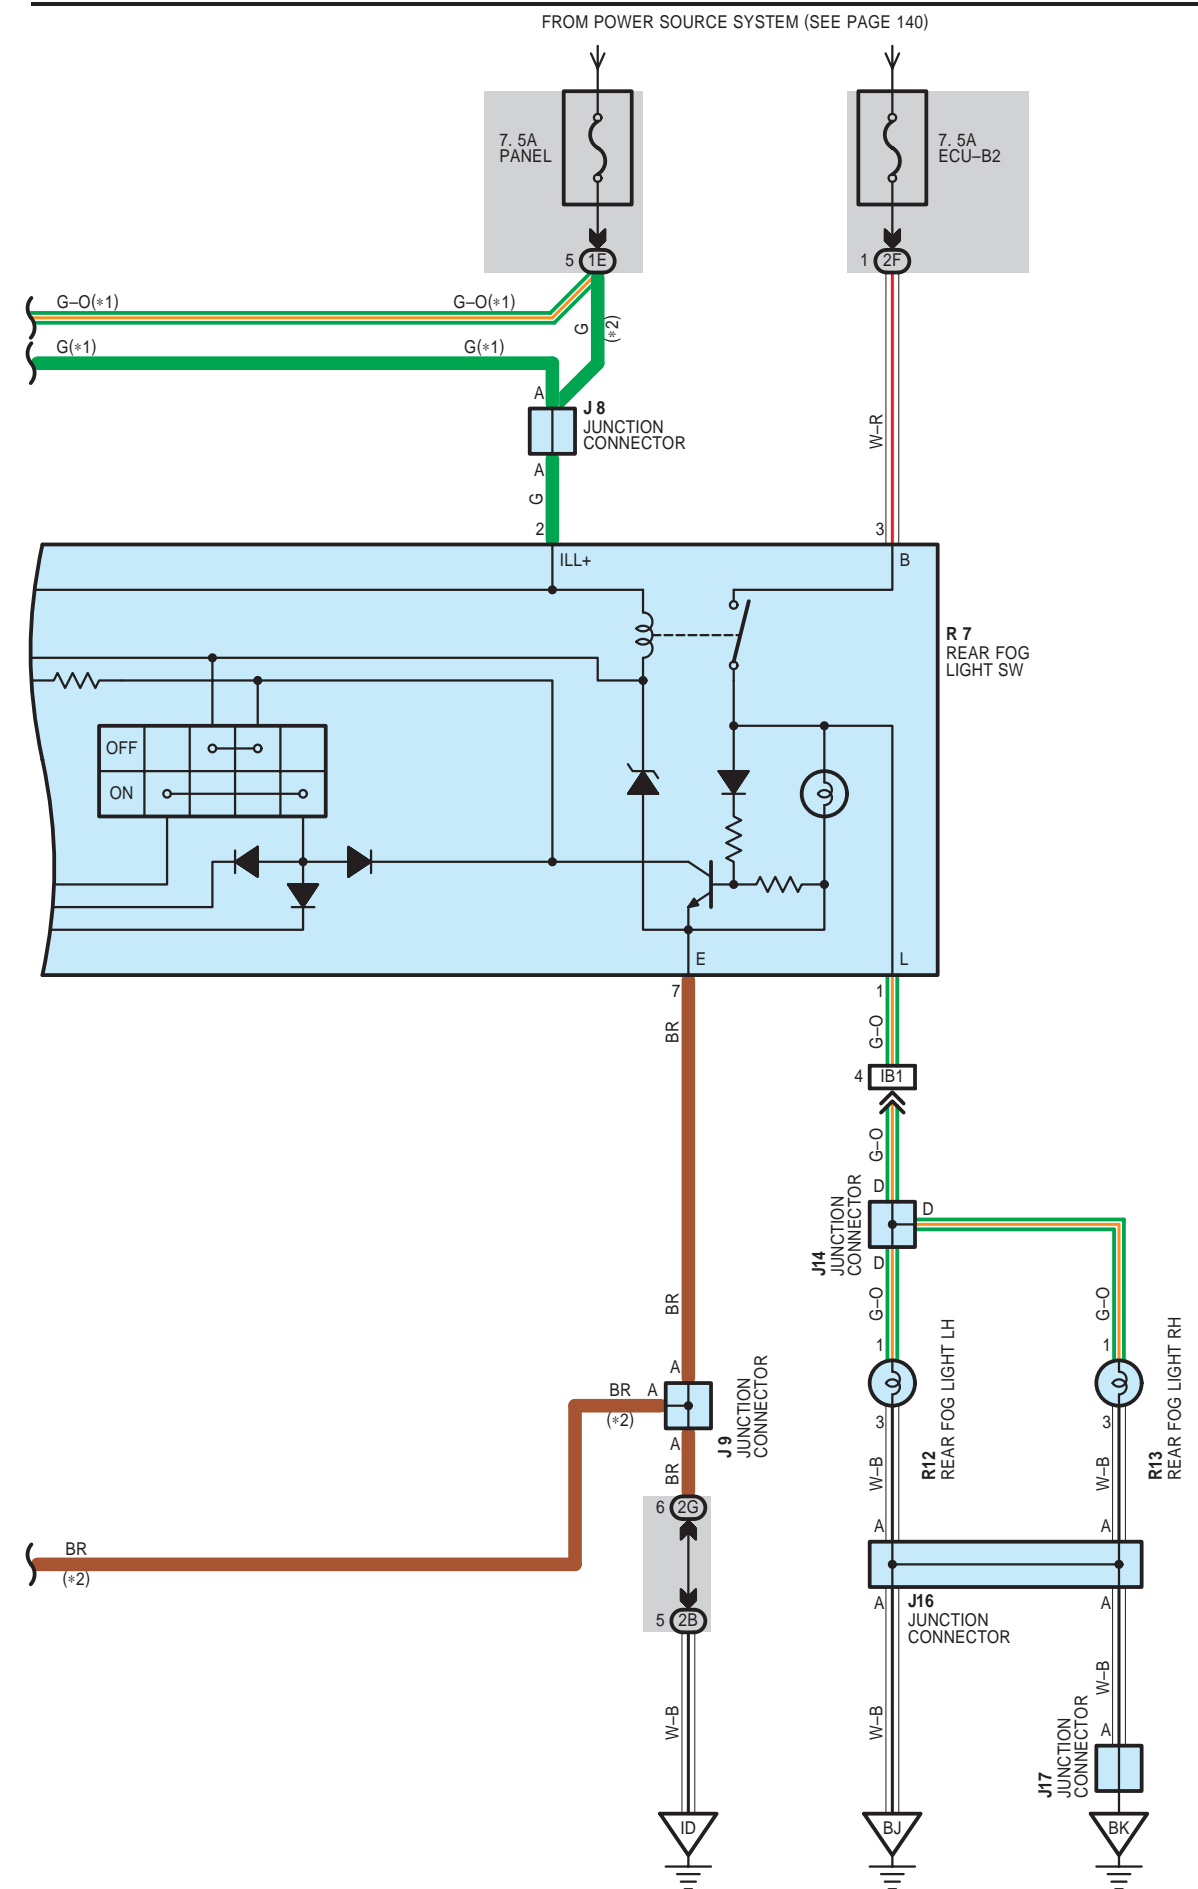 FROM POWER SOURCE SYSTEM (SEE PAGE 140)
7. 5A
PANEL
7. 5A
ECU–B2
5
1E
1
2F
G–O(∗1)
G–O(∗1)
G
(∗2)
G(∗1)
G(∗1)
A
J 8
JUNCTION
CONNECTOR
W–R
A
G
2
3
ILL+
B
R 7
REAR FOG
LIGHT SW
OFF
ON
E
L
7
1
BR
G–O
4
IB1
G–O
D
D
J14
JUNCTION
CONNECTOR
D
BR
G–O
G–O
1
1
A
BR
A
(∗2)
J 9
JUNCTION
CONNECTOR
3
3
R12
REAR FOG LIGHT LH
R13
REAR FOG LIGHT RH
A
BR
W–B
W–B
6
2G
A
A
BR
(∗2)
5
2B
A
J16
JUNCTION
CONNECTOR
A
W–B
W–B
W–B
A
J17
JUNCTION
CONNECTOR
ID
BJ
BK